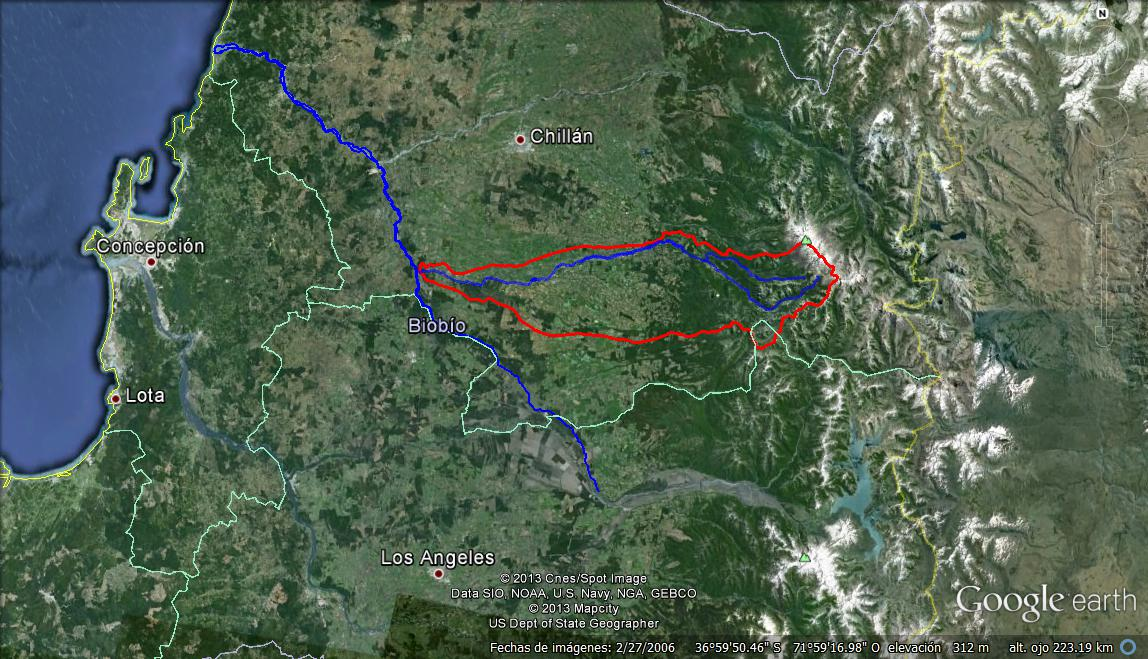 N
Chillán
Concepción
Biobío
Lota
Los Angeles
© 2013 Cnes/Spot Image
Data SIO, NOAA, U.S. Navy, NGA, GEBCO
© 2013 Mapcity
US Dept of State Geographer
Google earth
Fechas de imágenes: 2/27/2006 36°59'50.46" S 71°59'16.98" O elevación 312 m alt. ojo 223.19 km